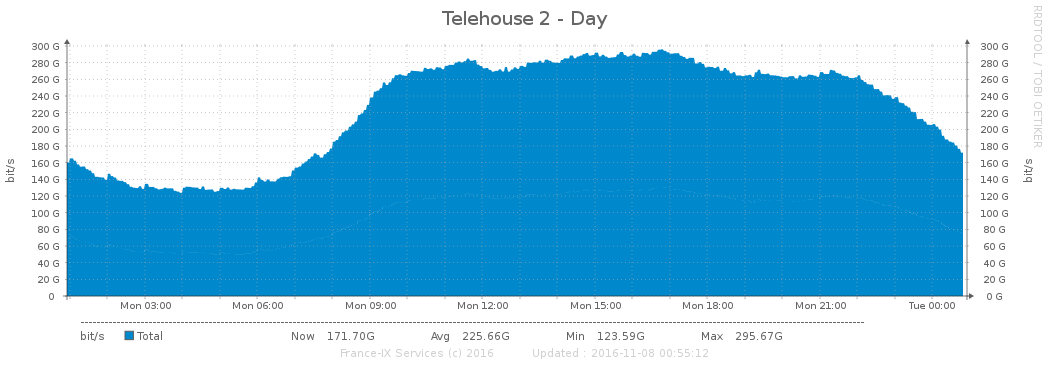 Telehouse 2 - Day
RRDTOOL / TOBI OETIKER
bit/s
300 G
280 G
260 G
240 G
220 G
200 G
180 G
160 G
140 G
120 G
100 G
80 G
60 G
40 G
20 G
0
300 G
280 G
260 G
240 G
220 G
200 G
180 G
160 G
140 G
120 G
100 G
80 G
60 G
40 G
20 G
0 G
bit/s
Mon 03:00 Mon 06:00 Mon 09:00 Mon 12:00 Mon 15:00 Mon 18:00 Mon 21:00 Tue 00:00
bit/s Total Now 171.70G Avg 225.66G Min 123.59G Max 295.67G
France-IX Services (c) 2016 Updated : 2016-11-08 00:55:12